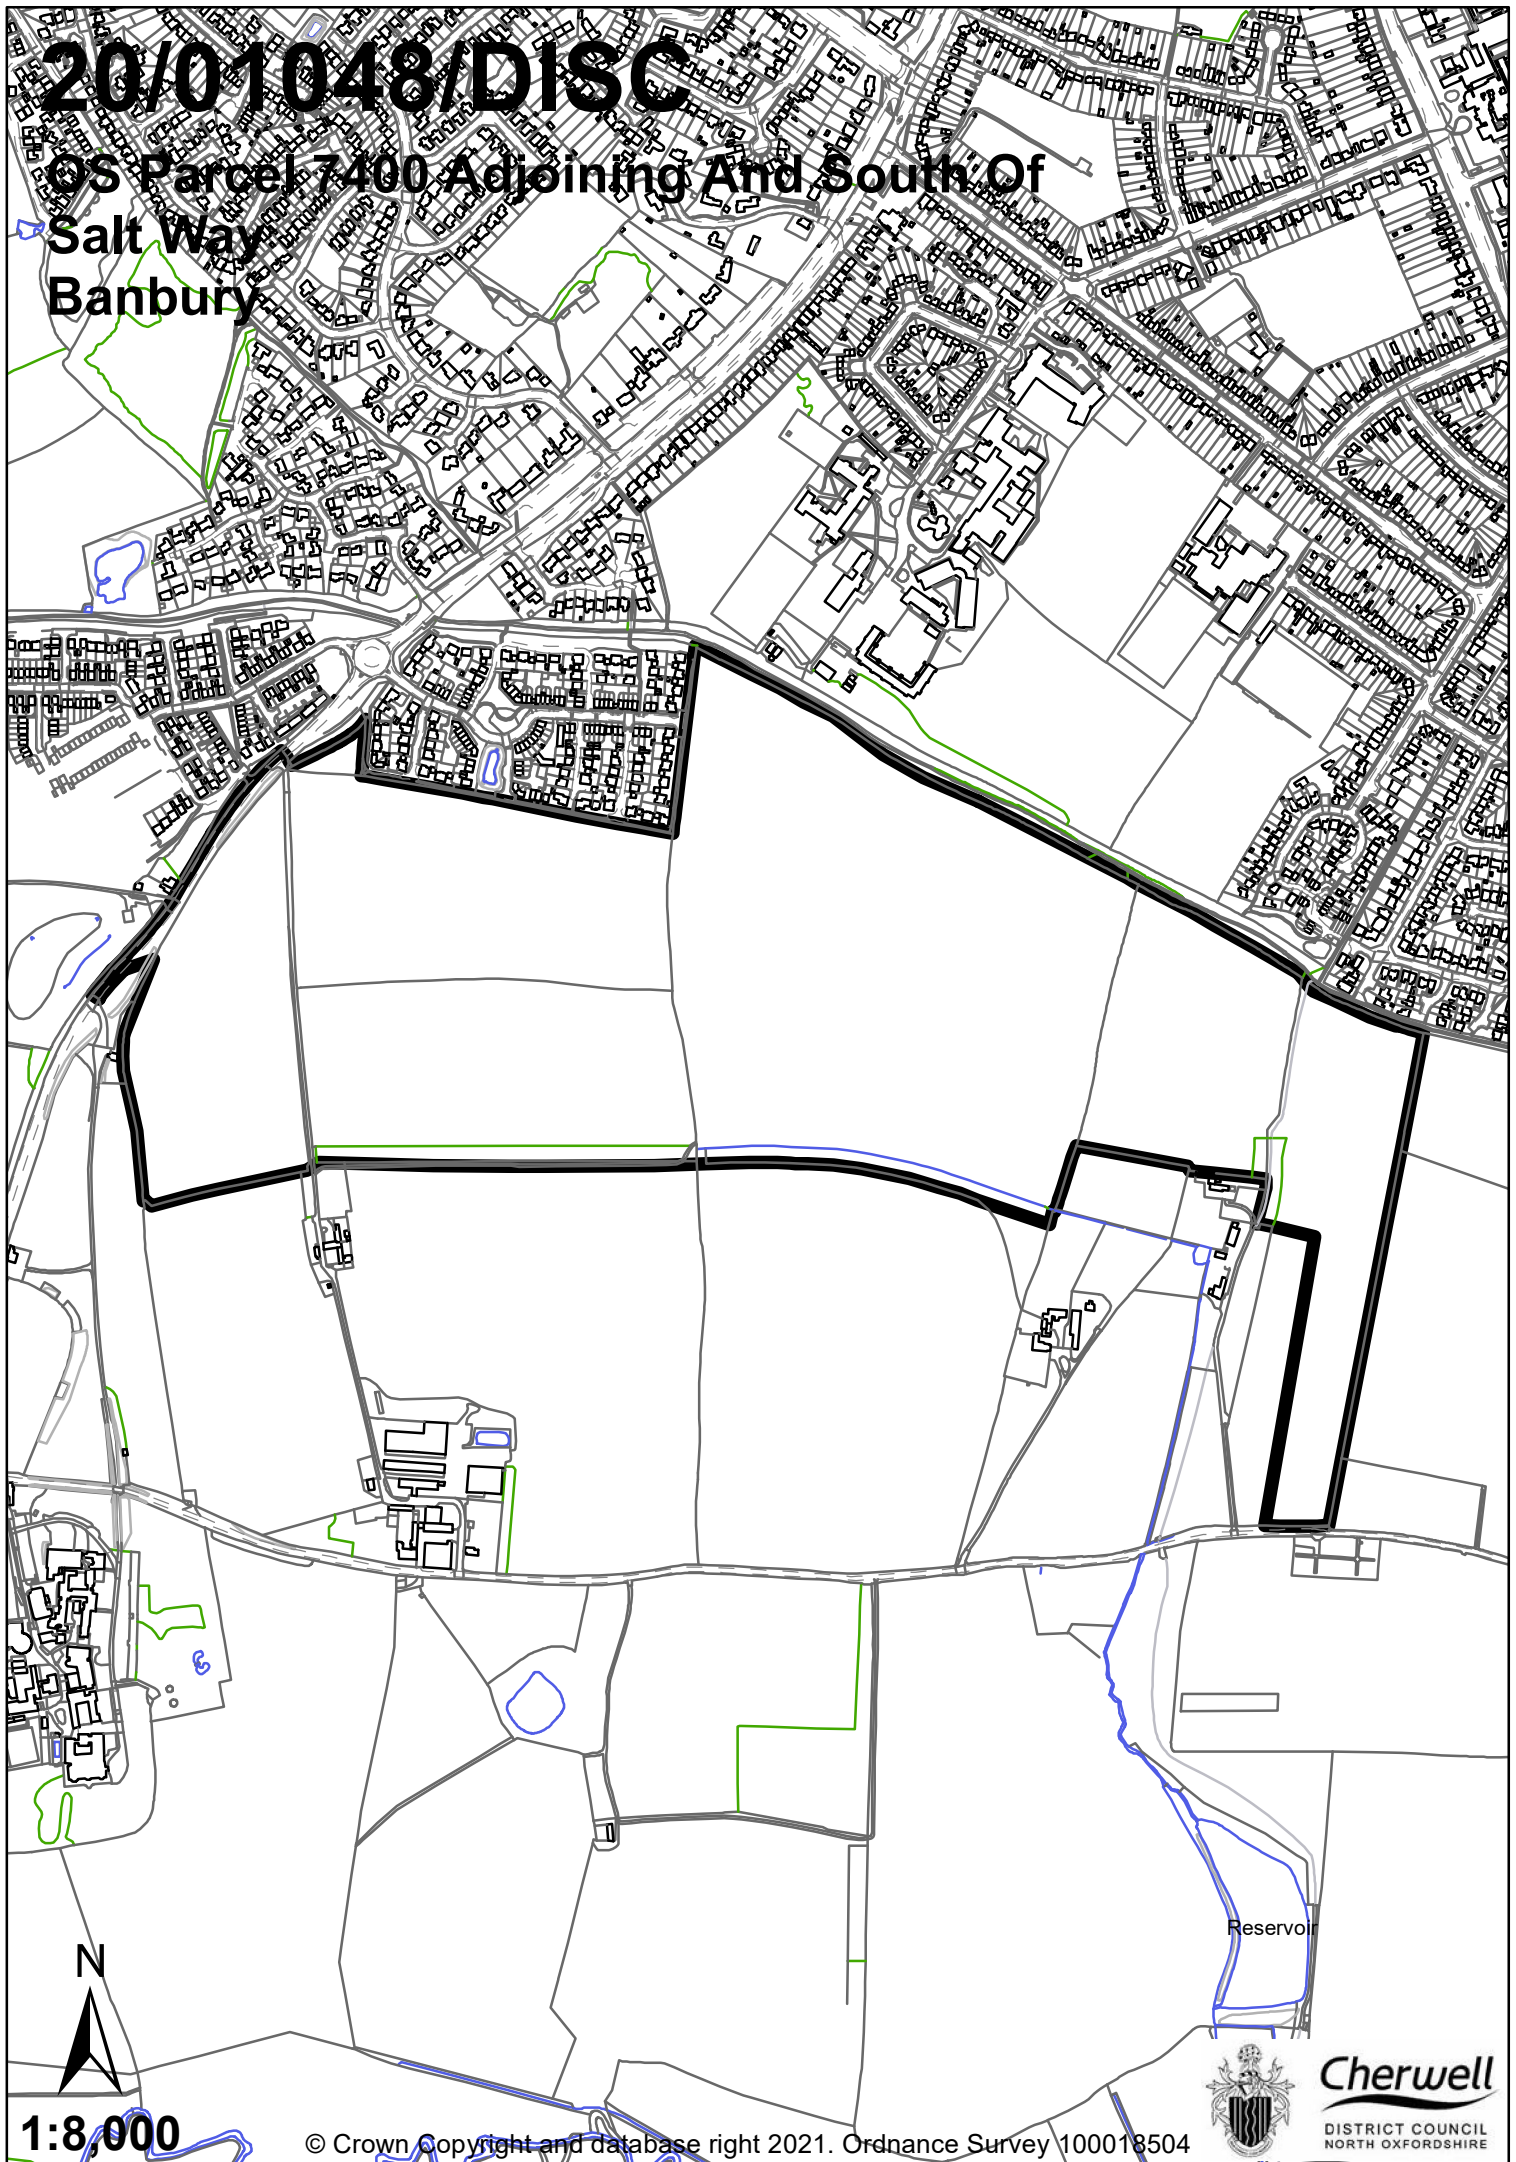 20/01048/DISC
OS Parcel 7400 Adjoining And South Of
Salt Way
Banbury
Reservoir
N
1:8,000
© Crown Copyright and database right 2021. Ordnance Survey 100018504
Cherwell
DISTRICT COUNCIL
NORTH OXFORDSHIRE